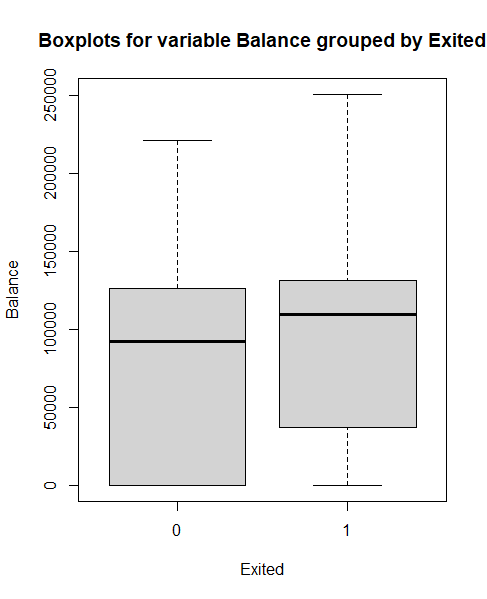 Boxplots for variable Balance grouped by Exited
250000
200000
150000
100000
50000
0
Balance
0 1
Exited